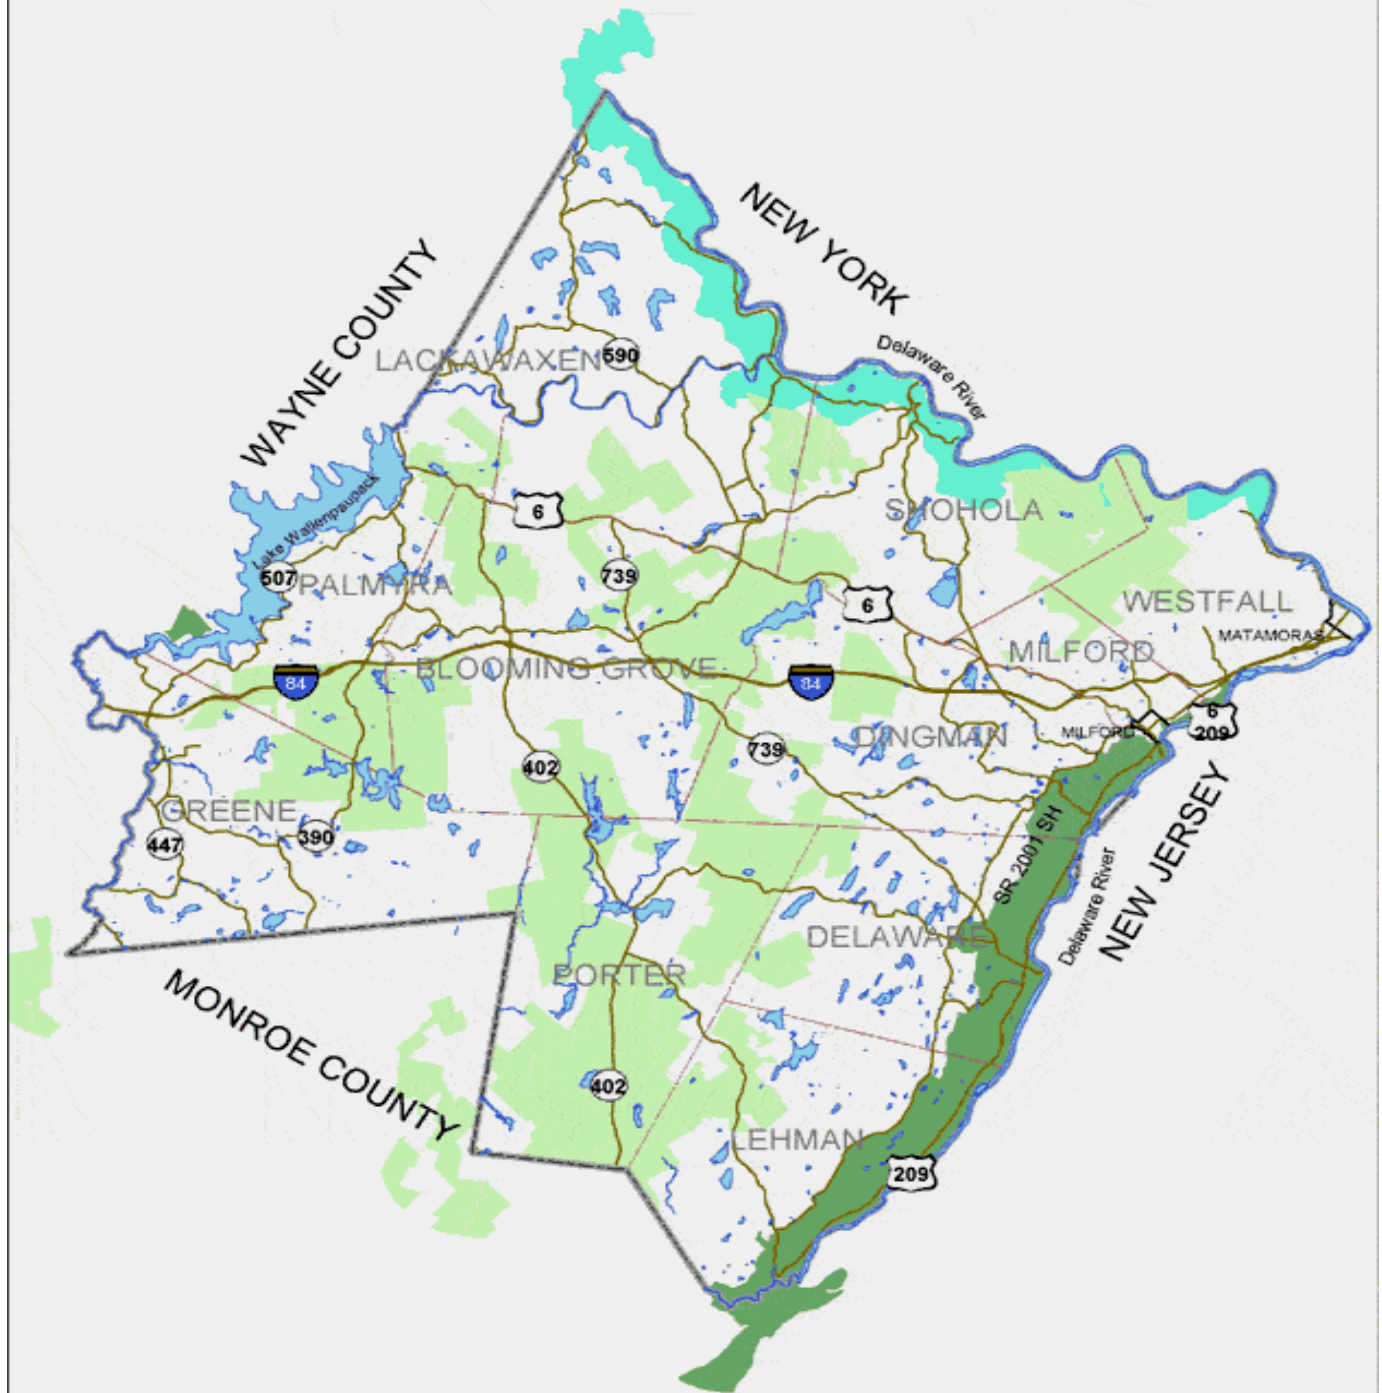 NEW YORK
WAYNE COUNTY
Delaware River
LACKAWAXEN
590
Lake Wallenpaupack
6
SHOHOLA
507
PALMYRA
739
6
WESTFALL
MATAMORAS
MILFORD
BLOOMING GROVE
84
84
6
209
MILFORD
DINGMAN
739
402
NEW JERSEY
GREENE
447
390
SR 2001 SH
Delaware River
DELAWARE
PORTER
MONROE COUNTY
402
LEHMAN
209